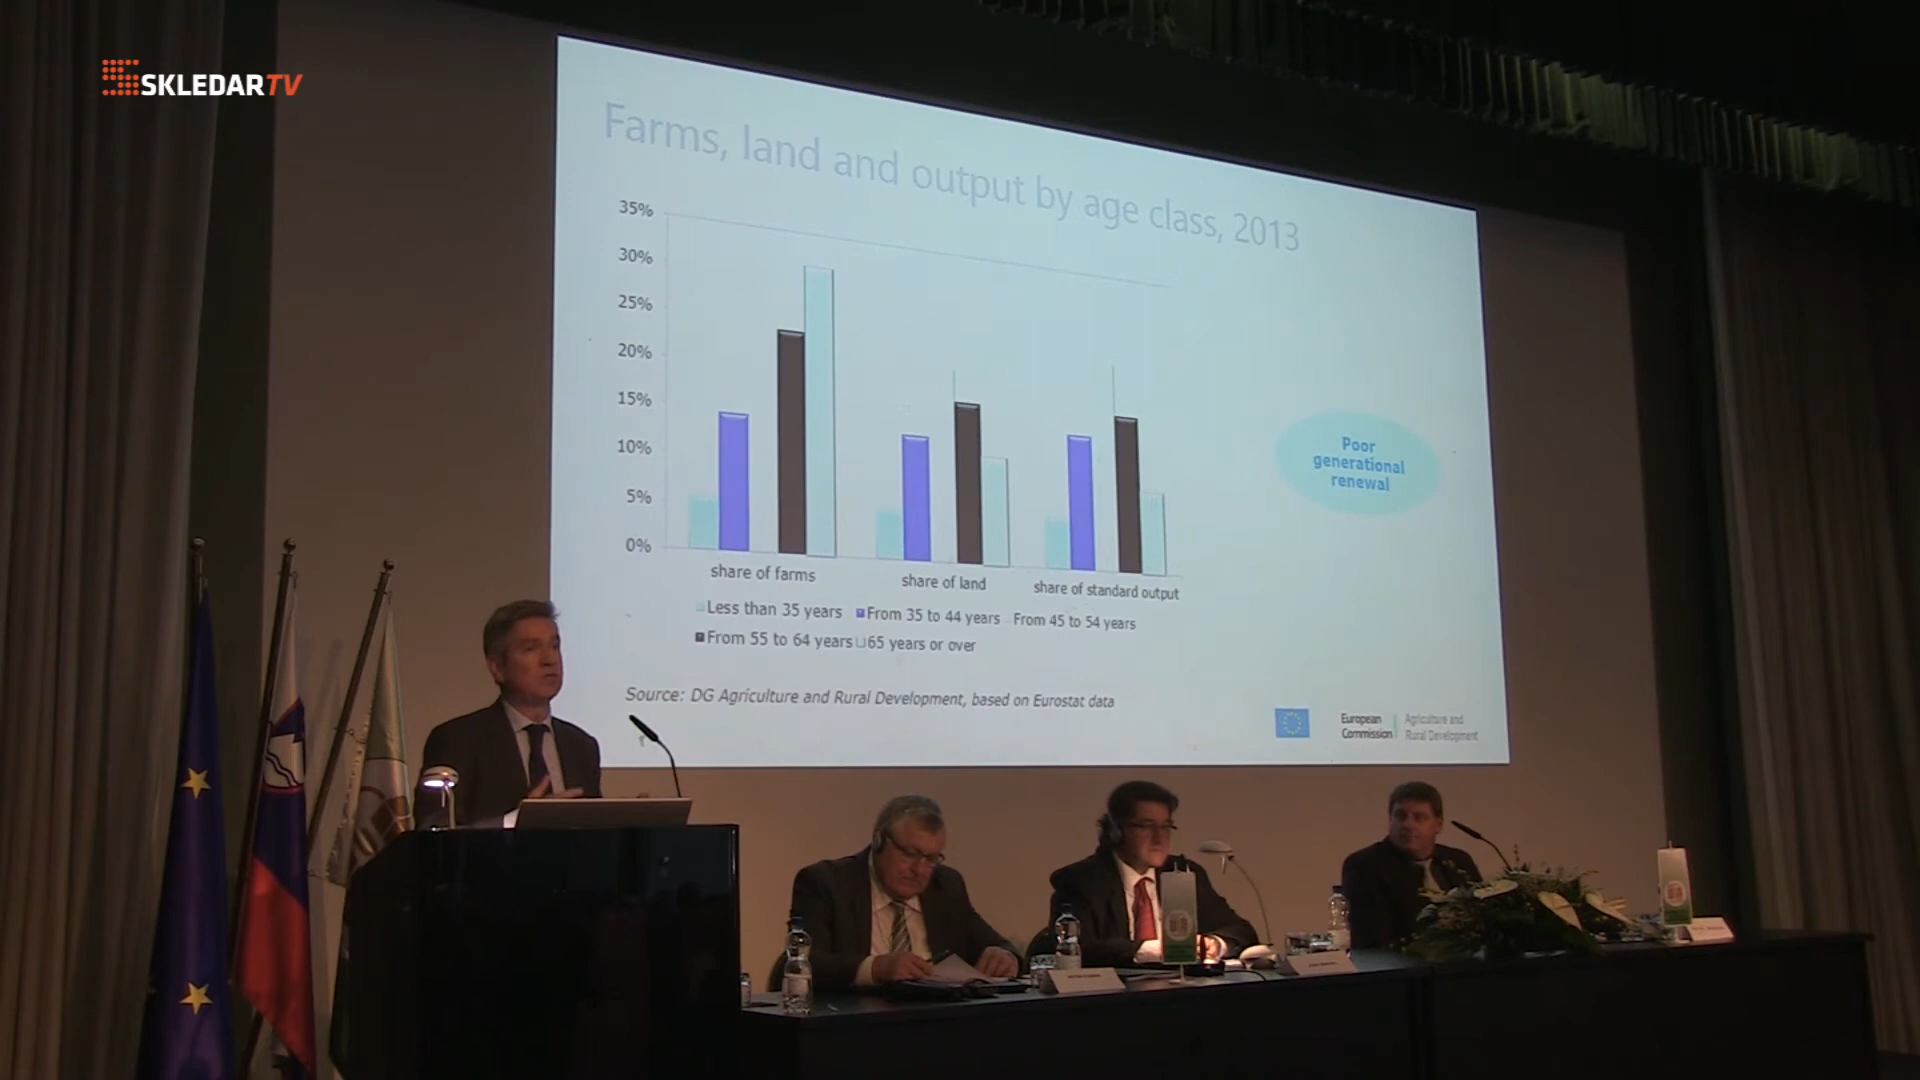 SKLEDARTV
Farms, land and output by age class, 2013
35%
30%
25%
20%
15%
10%
5%
0%
share of farms
share of land
share of standard output
Less than 35 years
From 35 to 44 years
From 45 to 54 years
From 55 to 64 years
65 years or over
Poor
generational
renewal
Source: DG Agriculture and Rural Development, based on Eurostat data
European
Commission
Agriculture and
Rural Development